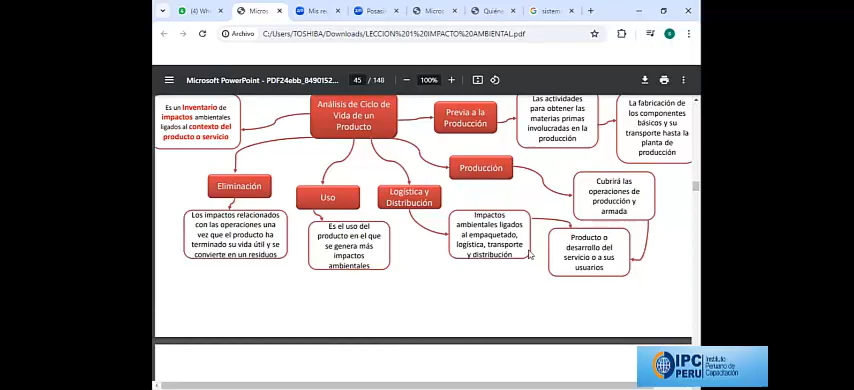 (4) Wh
Micros
Mis re
Posac
Microc
Quién
sistem
Archivo
C:/Users/TOSHIBA/Downloads/LECCION%201%20IMPACTO%20AMBIENTAL.pdf
Microsoft PowerPoint - PDF24ebb_8490152...
45 / 148
100%
Es un Inventario de
impactos ambientales
ligados al contexto del
producto o servicio
Análisis de Ciclo de
Vida de un
Producto
Previa a la
Producción
Las actividades
para obtener las
materias primas
involucradas en la
producción
La fabricación de
los componentes
básicos y su
transporte hasta la
planta de
producción
Producción
Cubrirá las
operaciones de
producción y
armada
Producto o
desarrollo del
servicio o a sus
usuarios
Eliminación
Los impactos relacionados
con las operaciones una
vez que el producto ha
terminado su vida útil y se
convierte en un residuos
Uso
Es el uso del
producto en el que
se genera más
impactos
ambientales
Logística y
Distribución
Impactos
ambientales ligados
al empaquetado,
logística, transporte
y distribución
IPC
PERU
Instituto
Peruano de
Capacitación